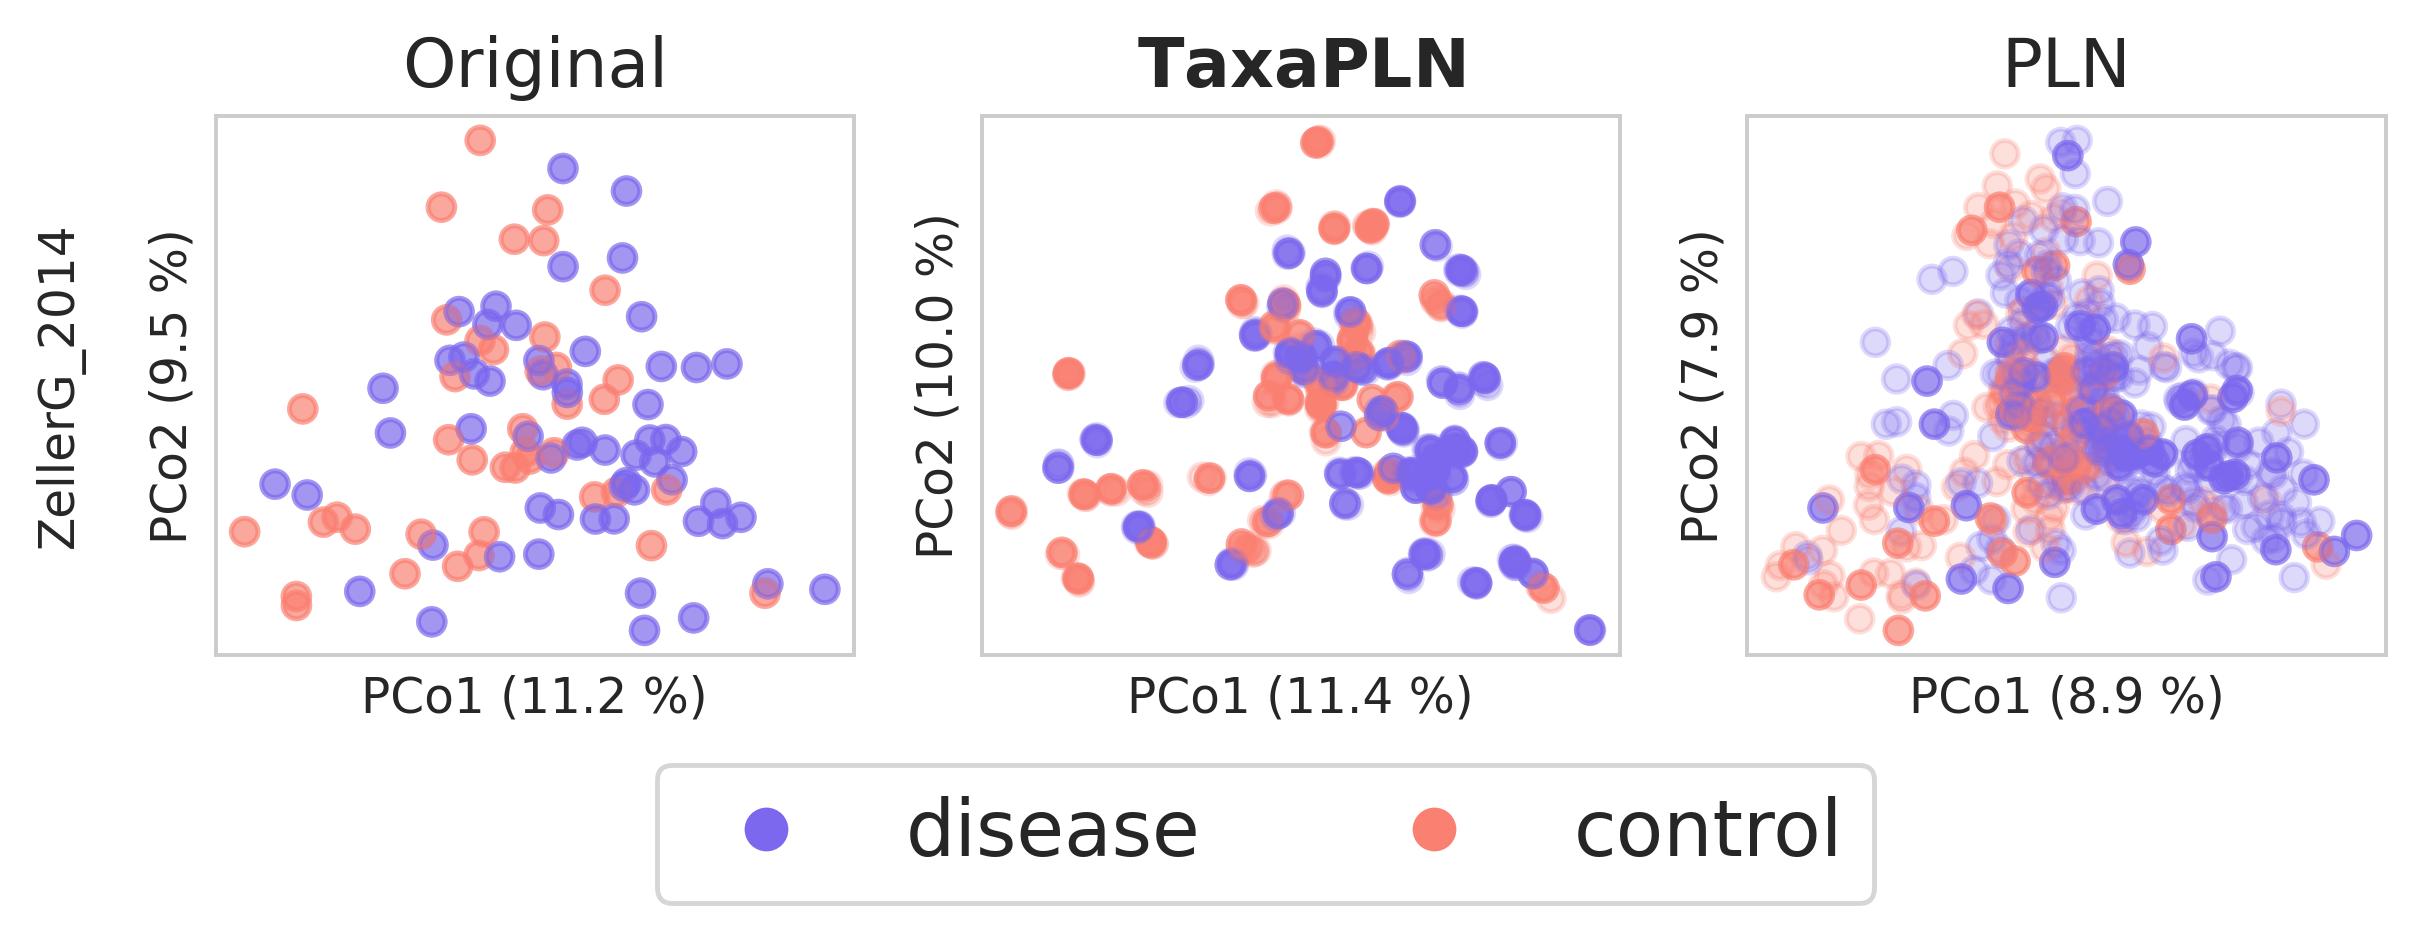 Original
TaxaPLN
PLN
ZellerG_2014
PCo2 (9.5 %)
PCo2 (10.0 %)
PCo2 (7.9 %)
PCo1 (11.2 %)
PCo1 (11.4 %)
PCo1 (8.9 %)
disease
control